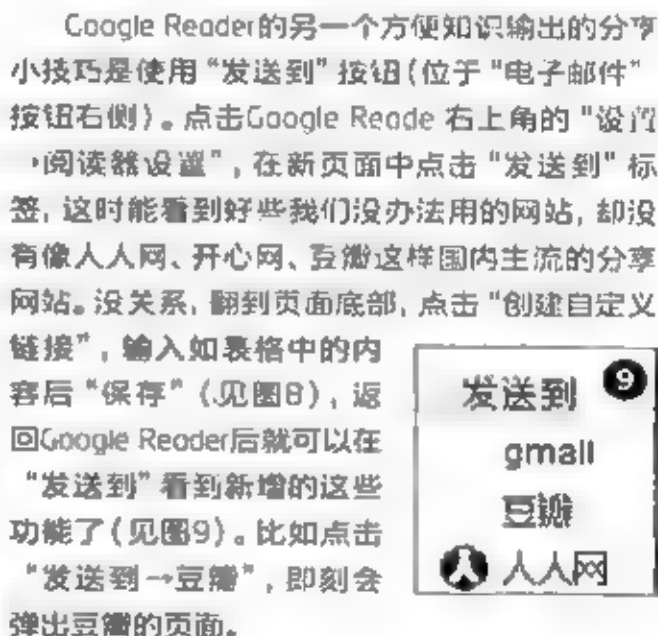 Google Reader的另一个方便知识输出的分享
小技巧是使用“发送到”按钮(位于“电子邮件”
按钮右侧)。点击Google Reade 右上角的“设置
→阅读器设置”,在新页面中点击“发送到”标
签,这时能看到好些我们没办法用的网站,却没
有像人人网、开心网、豆瓣这样国内主流的分享
网站。没关系,翻到页面底部,点击“创建自定义
链接”,输入如表格中的内
容后“保存”(见图8),返
回Google Reader后就可以在
“发送到”看到新增的这些
功能了(见图9)。比如点击
“发送到→豆瓣”,即刻会
弹出豆瓣的页面。
发送到 9
gmail
豆瓣
人 人人网